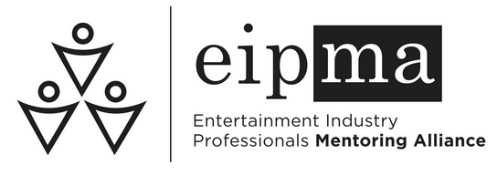 eipma
Entertainment Industry
Professionals Mentoring Alliance